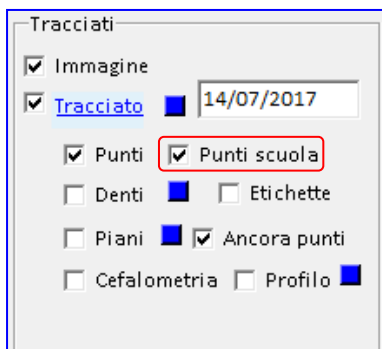 Tracciati
Immagine
Tracciato 14/07/2017
Punti Punti scuola
Denti Etichette
Piani Ancora punti
Cefalometria Profilo